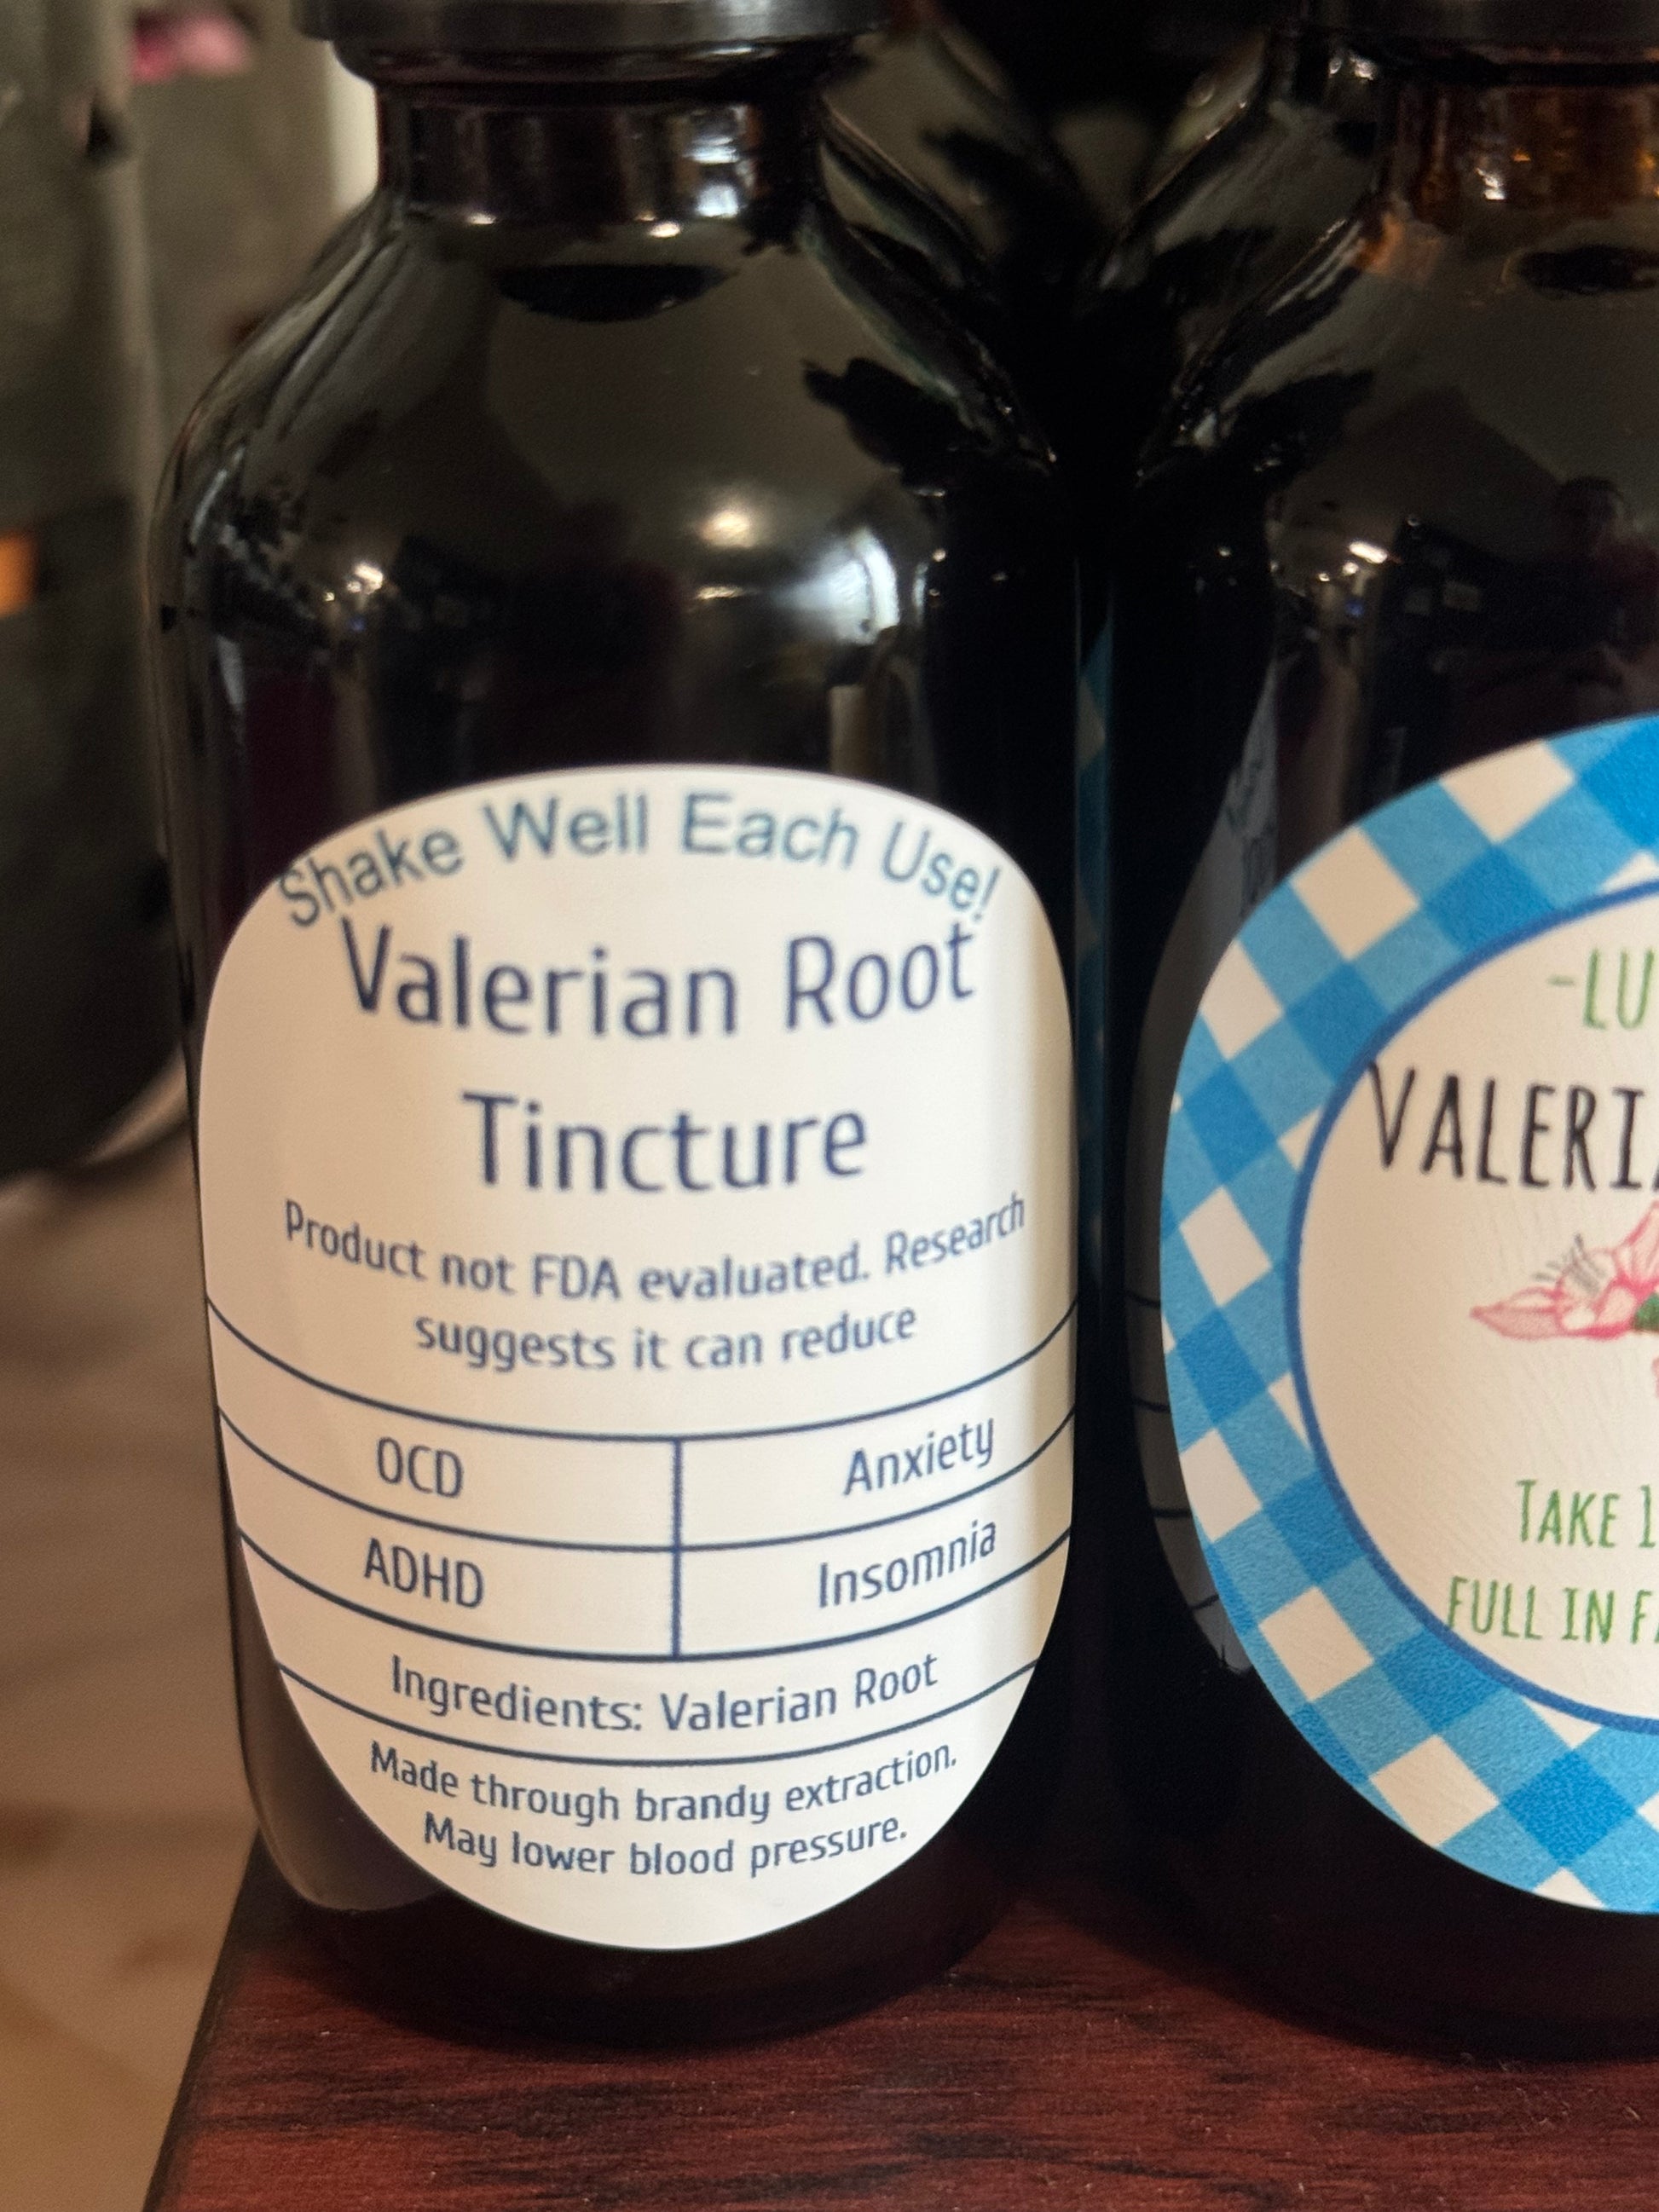 Shake Well Each Use!
Valerian Root
Tincture
Product not FDA evaluated. Research
suggests it can reduce
OCD Anxiety
ADHD Insomnia
Ingredients: Valerian Root
Made through brandy extraction.
May lower blood pressure.
-LU
VALERIA
TAKE 1
FULL IN